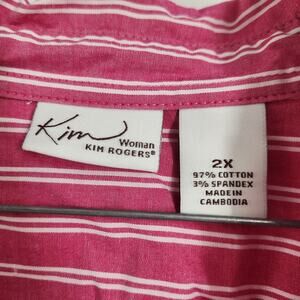 Kim
Woman
KIM ROGERS®
2X
97% COTTON
3% SPANDEX
MADE IN
CAMBODIA